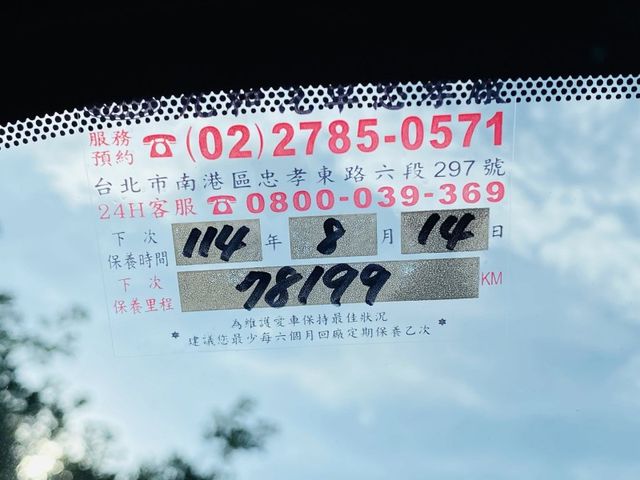 服務預約 ☎ (02)2785-0571
台北市南港區忠孝東路六段297號
24H客服 ☎ 0800-039-369
下次保養時間 114 年 8 月 14 日
下次保養里程 78199 KM
為維護愛車保持最佳狀況
* 建議您最少每六個月回廠定期保養乙次 *